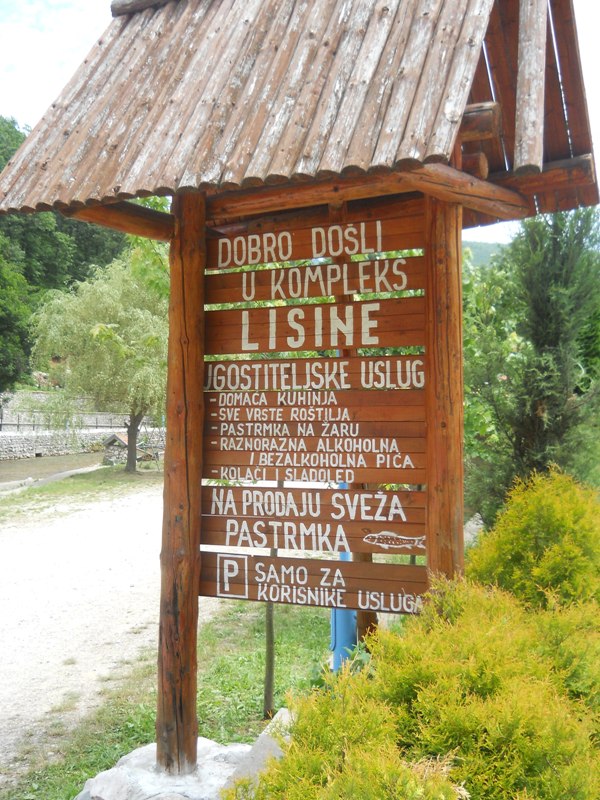 DOBRO DOŠLI
U KOMPLEKS
LISINE
UGOSTITELJSKE USLUG
- DOMAĆA KUHINJA
- SVE VRSTE ROŠTILJA
- PASTRMKA NA ŽARU
- RAZNORAZNA ALKOHOLNA
I BEZALKOHOLNA PIĆA
- KOLAČI I SLADOLED
NA PRODAJU SVEŽA
PASTRMKA
P SAMO ZA
KORISNIKE USLUGA